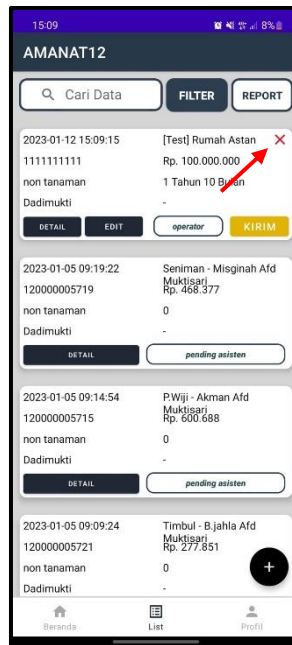 15:09 8%
AMANAT12
Cari Data FILTER REPORT
2023-01-12 15:09:15 [Test] Rumah Astan
1111111111 Rp. 100.000.000
non tanaman 1 Tahun 10 Bulan
Dadimukti -
DETAIL EDIT operator KIRIM
2023-01-05 09:19:22 Seniman - Misginah Afd Muktisari
120000005719 Rp. 468.377
non tanaman 0
Dadimukti -
DETAIL pending asisten
2023-01-05 09:14:54 P.Wiji - Akman Afd Muktisari
120000005715 Rp. 600.688
non tanaman 0
Dadimukti -
DETAIL pending asisten
2023-01-05 09:09:24 Timbul - B.jahla Afd Muktisari
120000005721 Rp. 277.851
non tanaman 0
Dadimukti -
+
Beranda List Profil